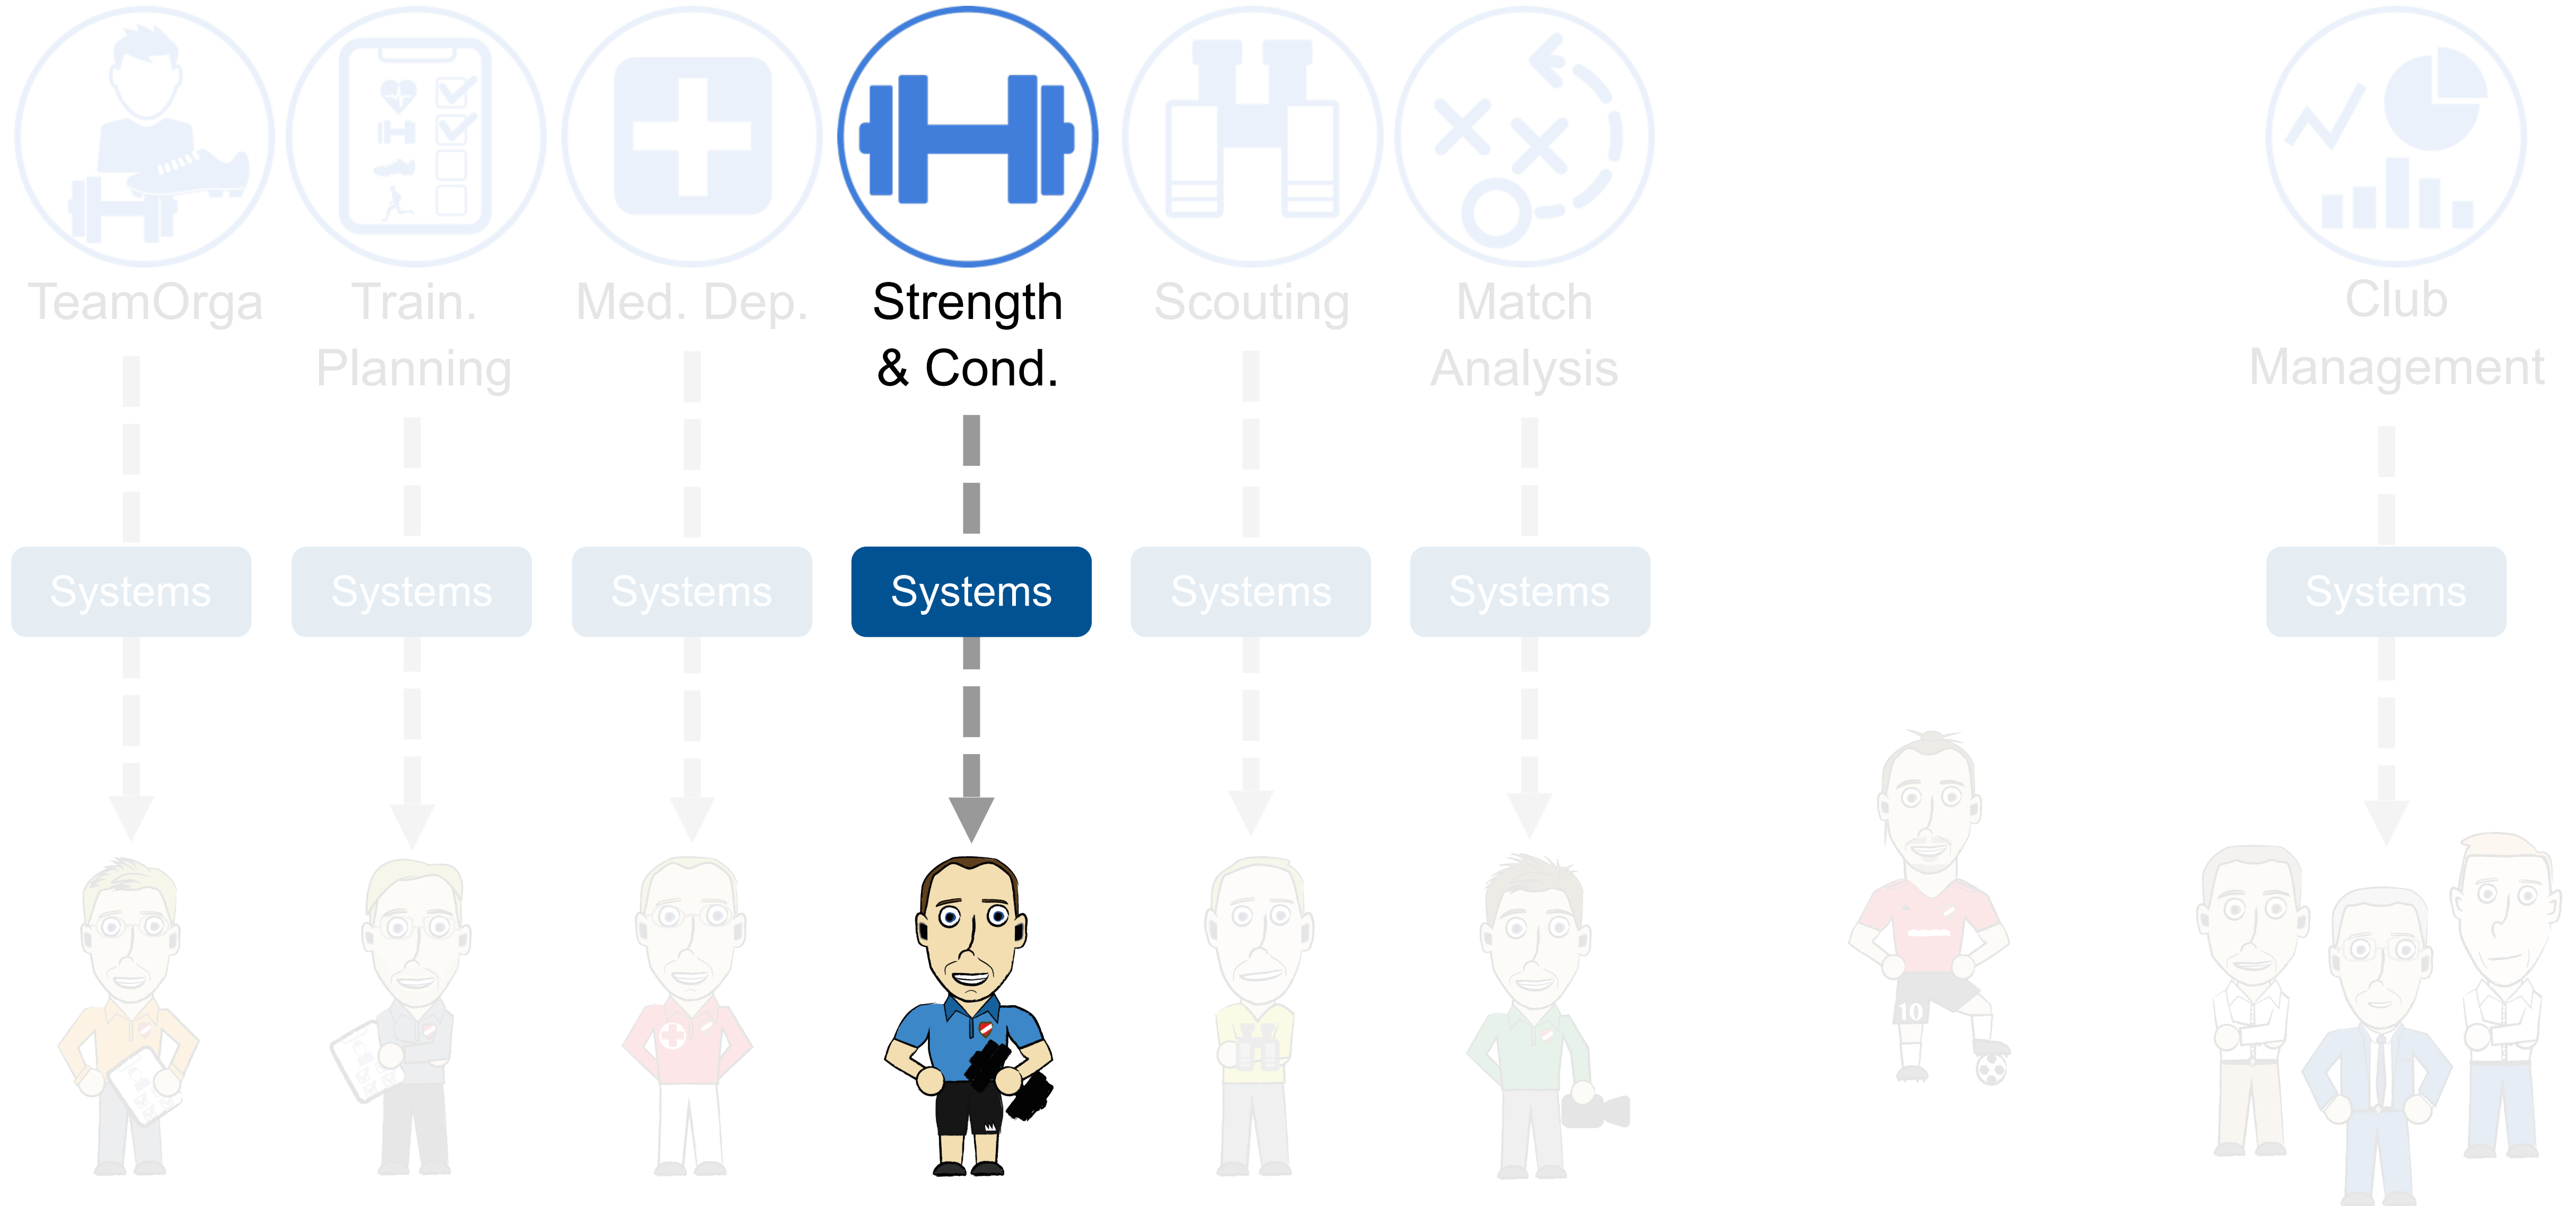 TeamOrga
Train.
Planning
Med. Dep.
Strength
& Cond.
Scouting
Match
Analysis
Club
Management
Systems
Systems
Systems
Systems
Systems
Systems
Systems
10